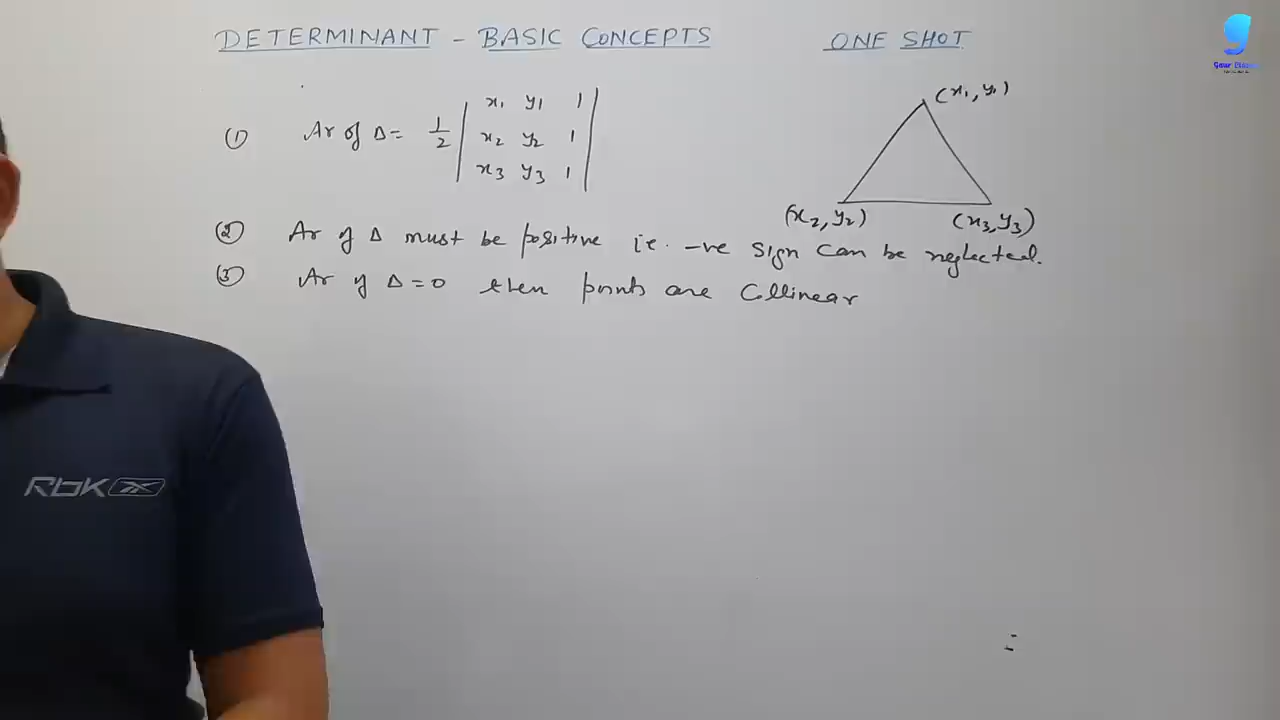 DETERMINANT - BASIC CONCEPTS ONE SHOT
(1) Ar of Δ = 1/2 | x1 y1 1 |
| x2 y2 1 |
| x3 y3 1 |
(x1, y1)
(x2, y2) (x3, y3)
(2) Ar of Δ must be positive i.e. -ve sign can be neglected.
(3) Ar of Δ = 0 then points are Collinear
RbK